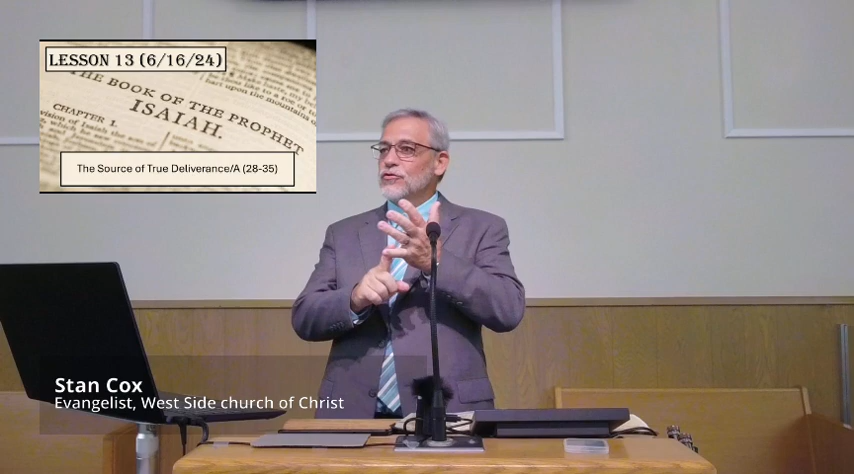 LESSON 13 (6/16/24)
THE BOOK OF THE PROPHET
ISAIAH.
CHAPTER 1.
The Source of True Deliverance/A (28-35)
Stan Cox
Evangelist, West Side church of Christ